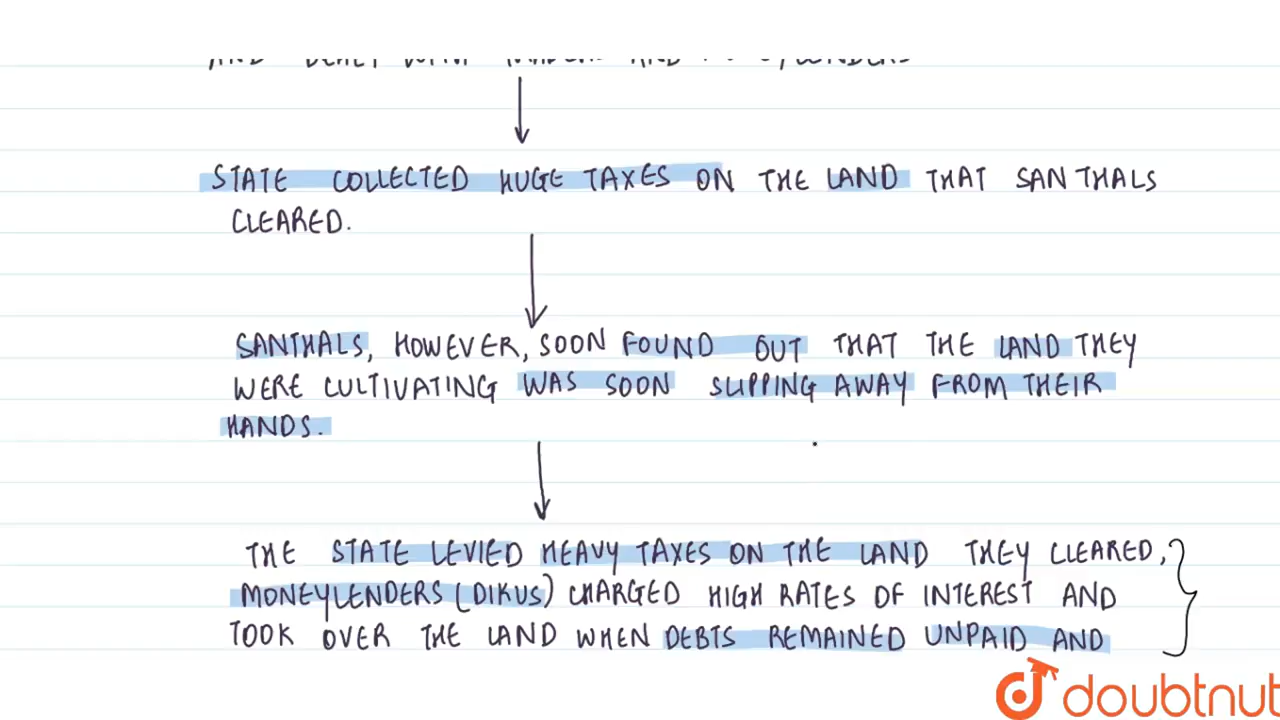 STATE COLLECTED HUGE TAXES ON THE LAND THAT SANTHALS
CLEARED.
SANTHALS, HOWEVER, SOON FOUND OUT THAT THE LAND THEY
WERE CULTIVATING WAS SOON SLIPPING AWAY FROM THEIR
HANDS.
THE STATE LEVIED HEAVY TAXES ON THE LAND THEY CLEARED,
MONEYLENDERS (DIKUS) CHARGED HIGH RATES OF INTEREST AND
TOOK OVER THE LAND WHEN DEBTS REMAINED UNPAID AND
doubtnut